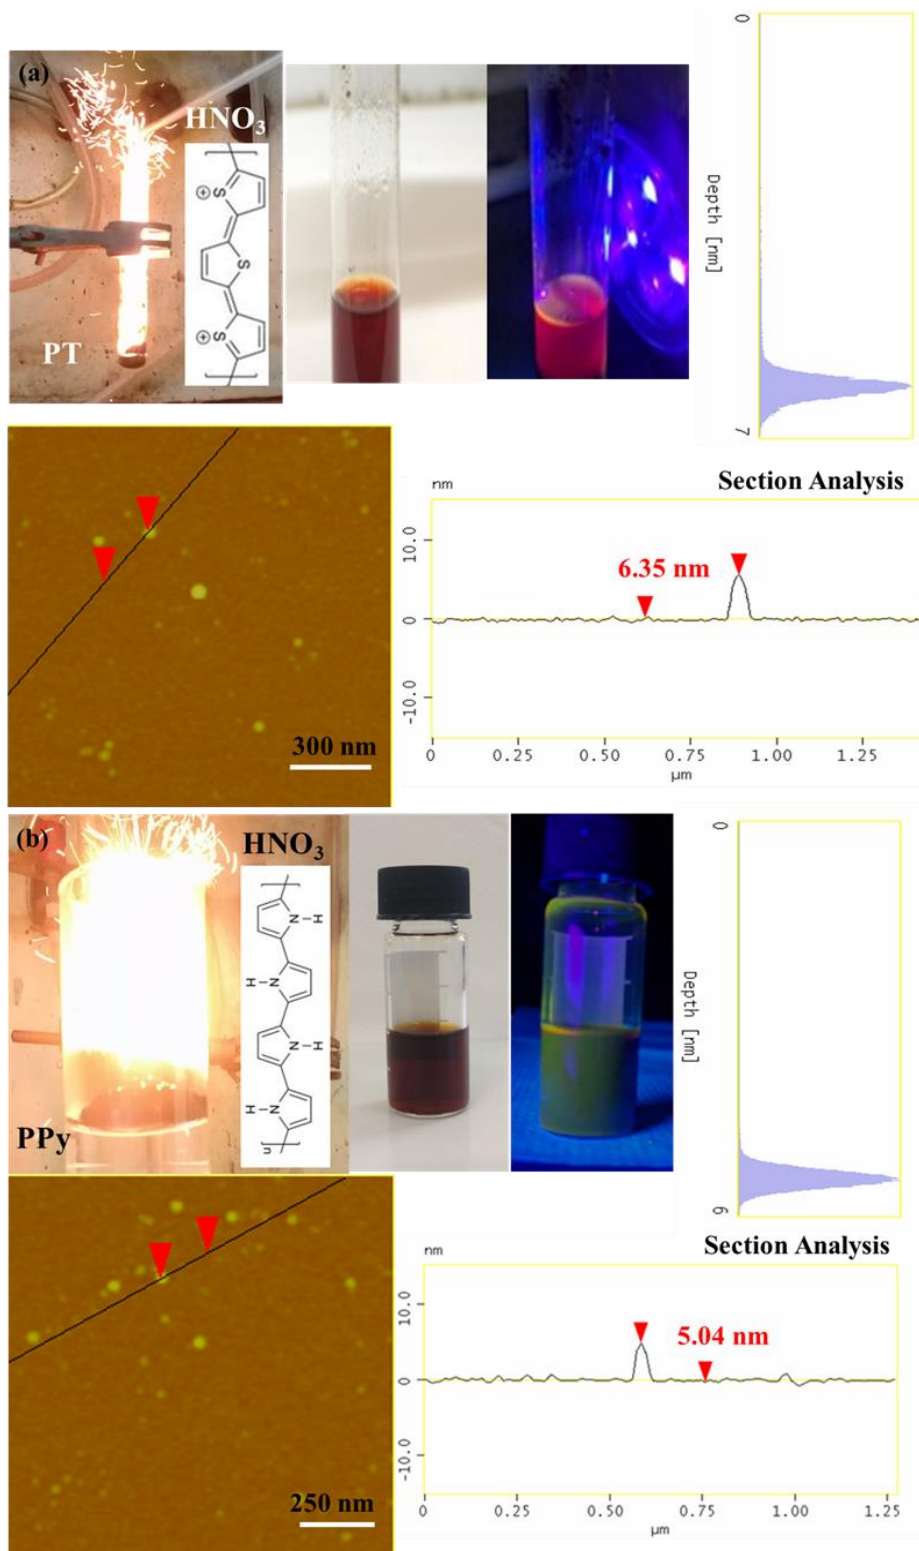 (a)
HNO3
S
⊕
S
S
⊕
PT
0
Depth [nm]
7
300 nm
Section Analysis
nm
10.0
0
-10.0
6.35 nm
0
0.25
0.50
0.75
1.00
1.25
µm
(b)
HNO3
N-H
H-N
N-H
H-N
n
PPy
0
Depth [nm]
6
250 nm
Section Analysis
nm
10.0
0
-10.0
5.04 nm
0
0.25
0.50
0.75
1.00
1.25
µm